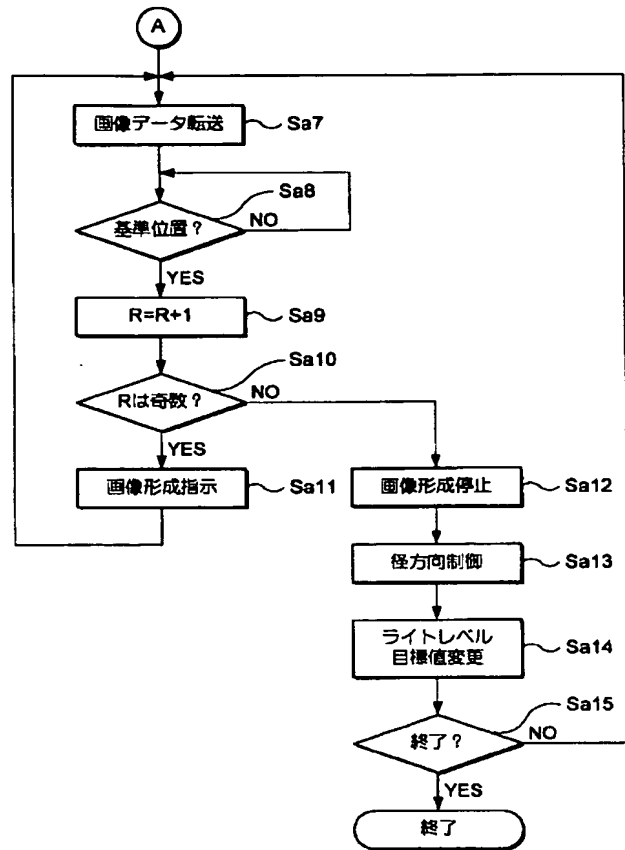 A
画像データ転送
Sa7
Sa8
基準位置？
NO
YES
R=R+1
Sa9
Sa10
Rは奇数？
NO
YES
画像形成指示
Sa11
画像形成停止
Sa12
径方向制御
Sa13
ライトレベル
目標値変更
Sa14
Sa15
終了？
NO
YES
終了